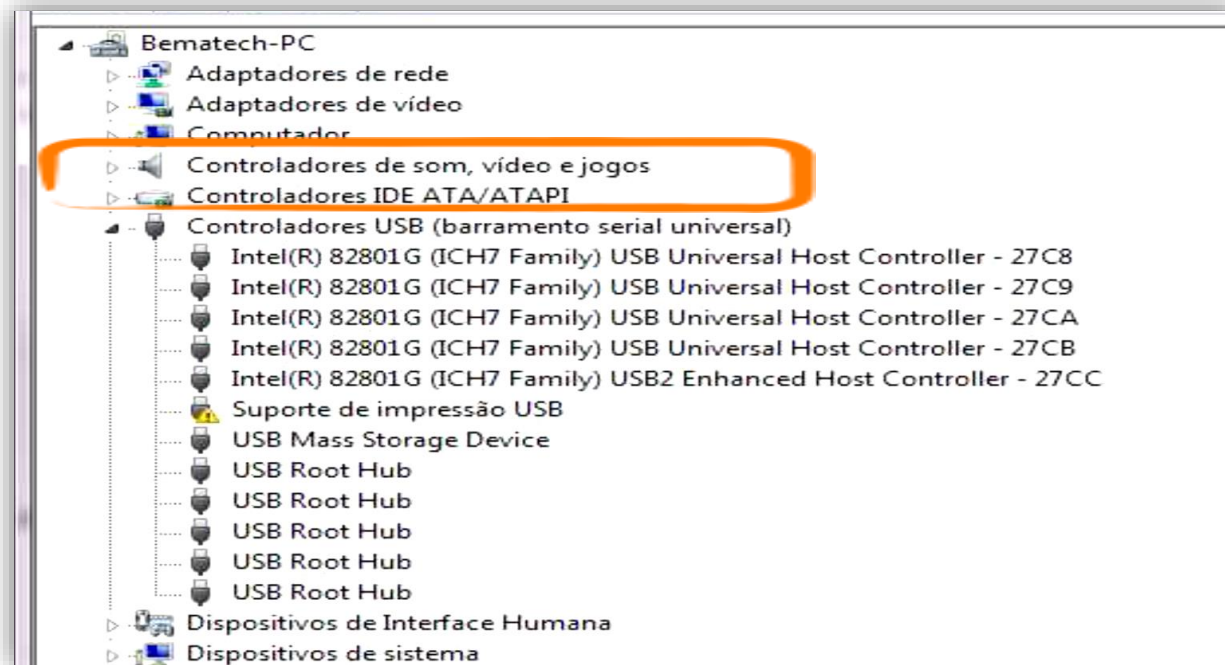 Bematech-PC
Adaptadores de rede
Adaptadores de vídeo
Computador
Controladores de som, vídeo e jogos
Controladores IDE ATA/ATAPI
Controladores USB (barramento serial universal)
Intel(R) 82801G (ICH7 Family) USB Universal Host Controller - 27C8
Intel(R) 82801G (ICH7 Family) USB Universal Host Controller - 27C9
Intel(R) 82801G (ICH7 Family) USB Universal Host Controller - 27CA
Intel(R) 82801G (ICH7 Family) USB Universal Host Controller - 27CB
Intel(R) 82801G (ICH7 Family) USB2 Enhanced Host Controller - 27CC
Suporte de impressão USB
USB Mass Storage Device
USB Root Hub
USB Root Hub
USB Root Hub
USB Root Hub
USB Root Hub
Dispositivos de Interface Humana
Dispositivos de sistema